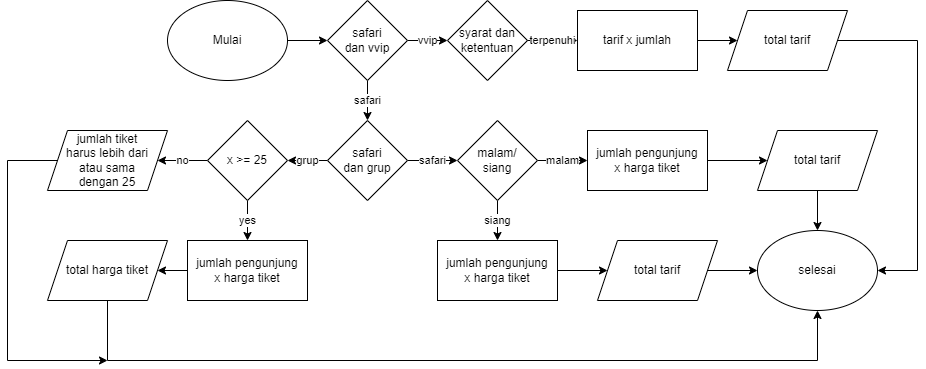 Mulai
safari
dan vvip
vvip
syarat dan
ketentuan
terpenuhi
tarif x jumlah
total tarif
safari
jumlah tiket
harus lebih dari
atau sama
dengan 25
no
x >= 25
grup
safari
dan grup
safari
malam/
siang
malam
jumlah pengunjung
x harga tiket
total tarif
yes
siang
total harga tiket
jumlah pengunjung
x harga tiket
jumlah pengunjung
x harga tiket
total tarif
selesai